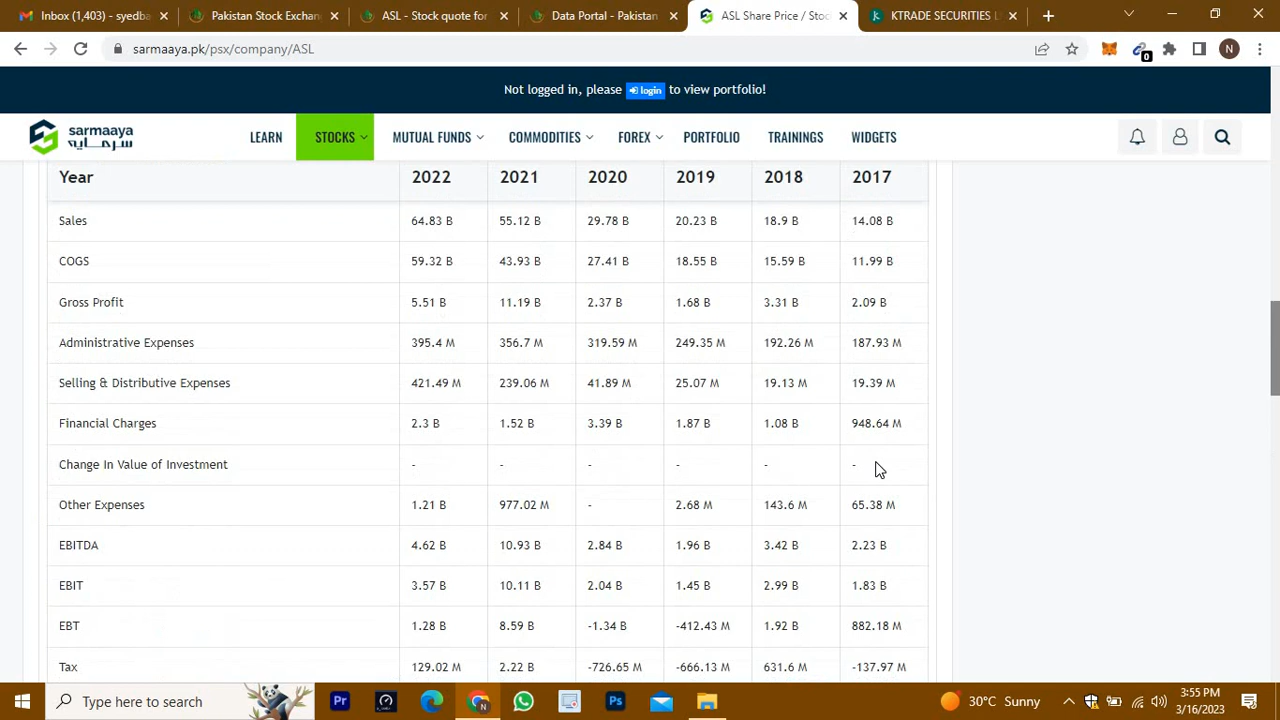 Inbox (1,403) - syedba
Pakistan Stock Exchan
ASL - Stock quote for
Data Portal - Pakistan
ASL Share Price / Stoc
KTRADE SECURITIES L
sarmaaya.pk/psx/company/ASL
0
N
Not logged in, please login to view portfolio!
sarmaaya
سرمایہ
LEARN STOCKS MUTUAL FUNDS COMMODITIES FOREX PORTFOLIO TRAININGS WIDGETS
Year 2022 2021 2020 2019 2018 2017
Sales 64.83 B 55.12 B 29.78 B 20.23 B 18.9 B 14.08 B
COGS 59.32 B 43.93 B 27.41 B 18.55 B 15.59 B 11.99 B
Gross Profit 5.51 B 11.19 B 2.37 B 1.68 B 3.31 B 2.09 B
Administrative Expenses 395.4 M 356.7 M 319.59 M 249.35 M 192.26 M 187.93 M
Selling & Distributive Expenses 421.49 M 239.06 M 41.89 M 25.07 M 19.13 M 19.39 M
Financial Charges 2.3 B 1.52 B 3.39 B 1.87 B 1.08 B 948.64 M
Change In Value of Investment - - - - - -
Other Expenses 1.21 B 977.02 M - 2.68 M 143.6 M 65.38 M
EBITDA 4.62 B 10.93 B 2.84 B 1.96 B 3.42 B 2.23 B
EBIT 3.57 B 10.11 B 2.04 B 1.45 B 2.99 B 1.83 B
EBT 1.28 B 8.59 B -1.34 B -412.43 M 1.92 B 882.18 M
Tax 129.02 M 2.22 B -726.65 M -666.13 M 631.6 M -137.97 M
Type here to search
Pr
Ps
30°C Sunny
3:55 PM
3/16/2023